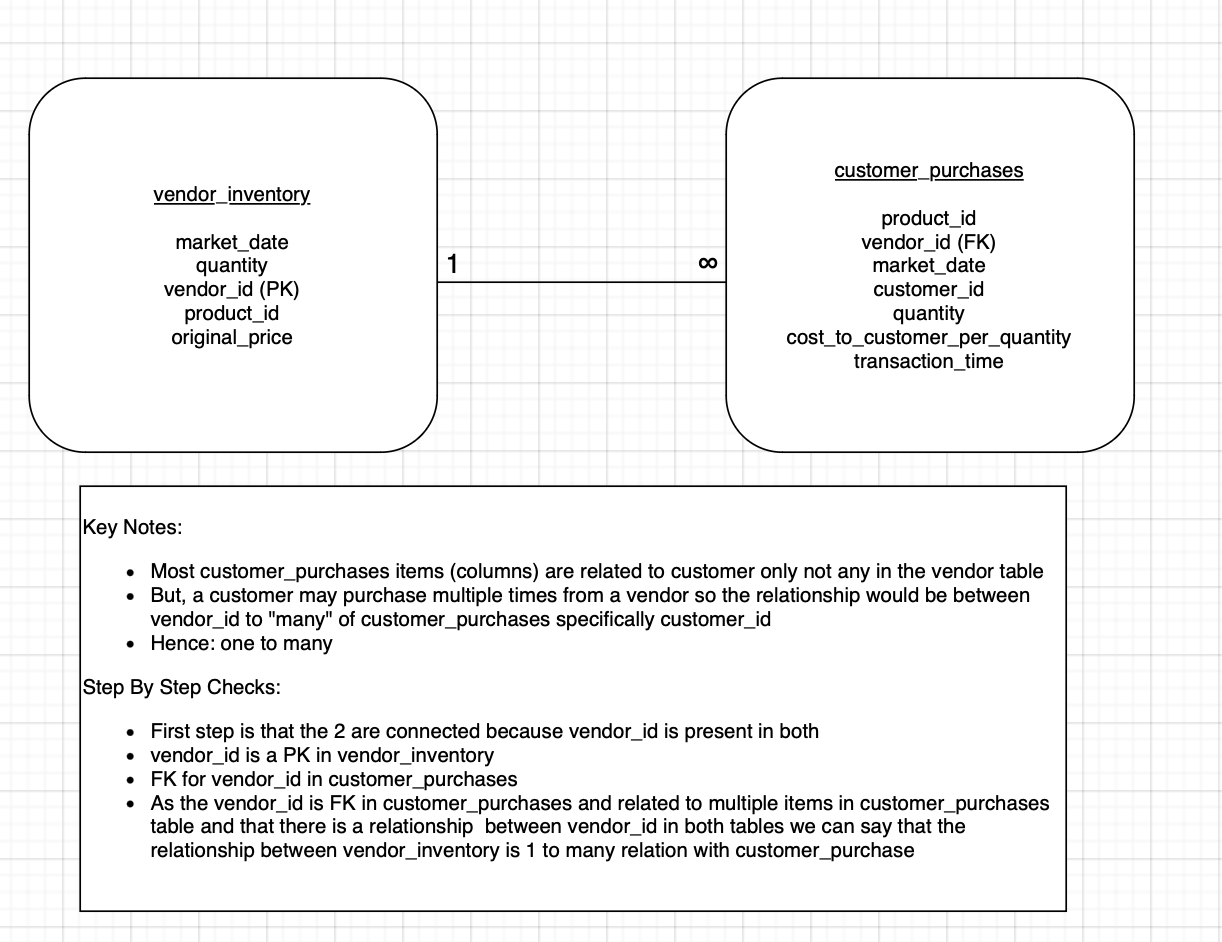 vendor_inventory
market_date
quantity
vendor_id (PK)
product_id
original_price
1
∞
customer_purchases
product_id
vendor_id (FK)
market_date
customer_id
quantity
cost_to_customer_per_quantity
transaction_time
Key Notes:
• Most customer_purchases items (columns) are related to customer only not any in the vendor table
• But, a customer may purchase multiple times from a vendor so the relationship would be between
vendor_id to "many" of customer_purchases specifically customer_id
• Hence: one to many
Step By Step Checks:
• First step is that the 2 are connected because vendor_id is present in both
• vendor_id is a PK in vendor_inventory
• FK for vendor_id in customer_purchases
• As the vendor_id is FK in customer_purchases and related to multiple items in customer_purchases
table and that there is a relationship  between vendor_id in both tables we can say that the
relationship between vendor_inventory is 1 to many relation with customer_purchase